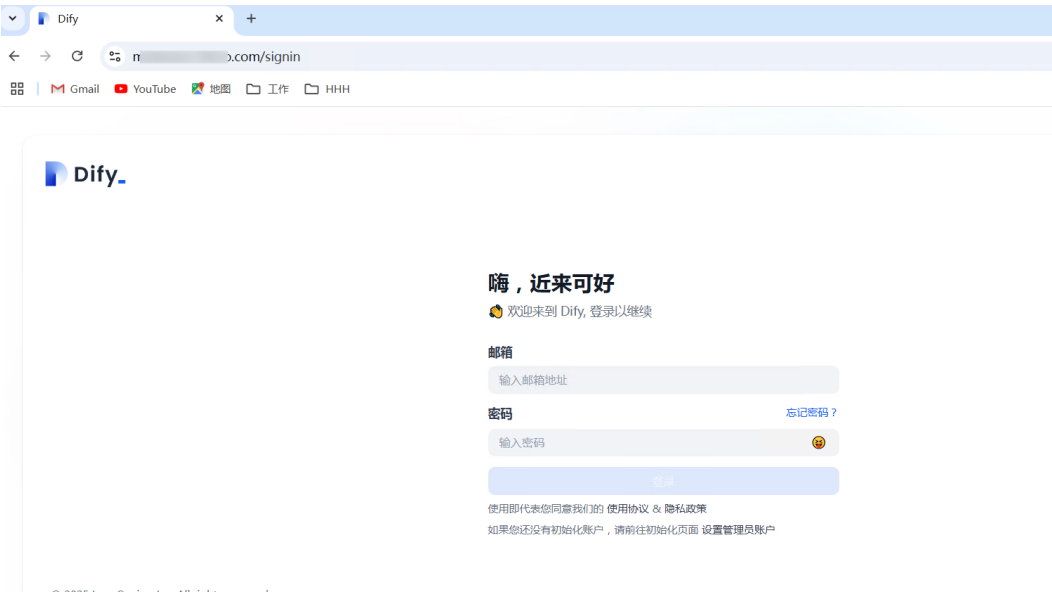 Dify
.com/signin
Gmail YouTube 地图 工作 HHH
Dify_
嗨，近来可好
👋 欢迎来到 Dify, 登录以继续
邮箱
输入邮箱地址
密码 忘记密码？
输入密码
登录
使用即代表您同意我们的 使用协议 & 隐私政策
如果您还没有初始化账户，请前往初始化页面 设置管理员账户